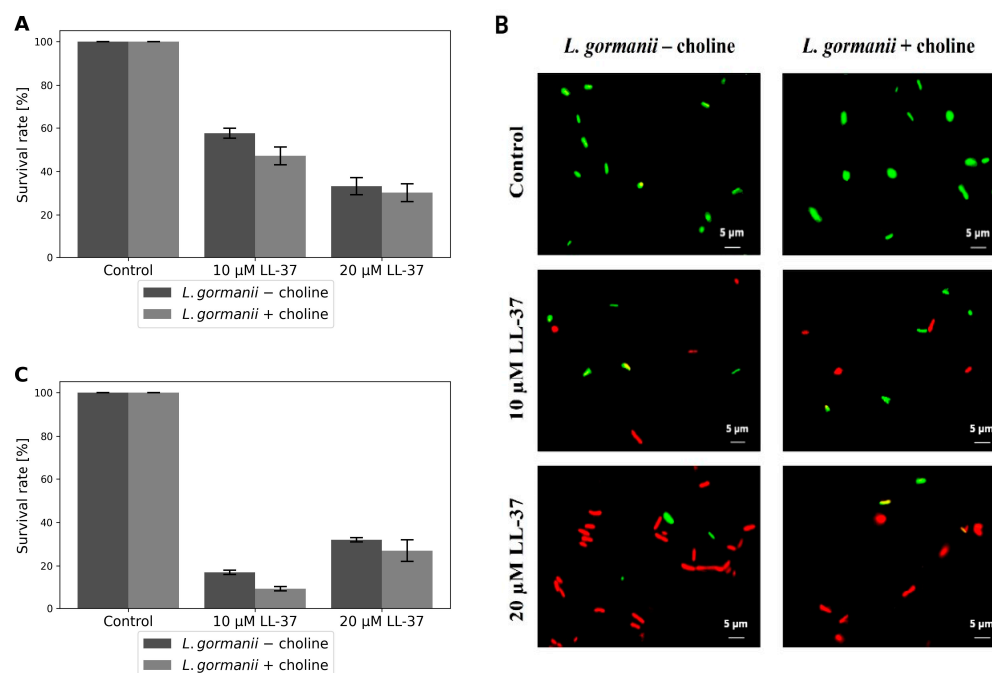 A
Survival rate [%]
100
80
60
40
20
0
Control
10 µM LL-37
20 µM LL-37
L. gormanii − choline
L. gormanii + choline
B
L. gormanii – choline
L. gormanii + choline
Control
5 µm
5 µm
10 µM LL-37
5 µm
5 µm
20 µM LL-37
5 µm
5 µm
C
Survival rate [%]
100
80
60
40
20
0
Control
10 µM LL-37
20 µM LL-37
L. gormanii − choline
L. gormanii + choline